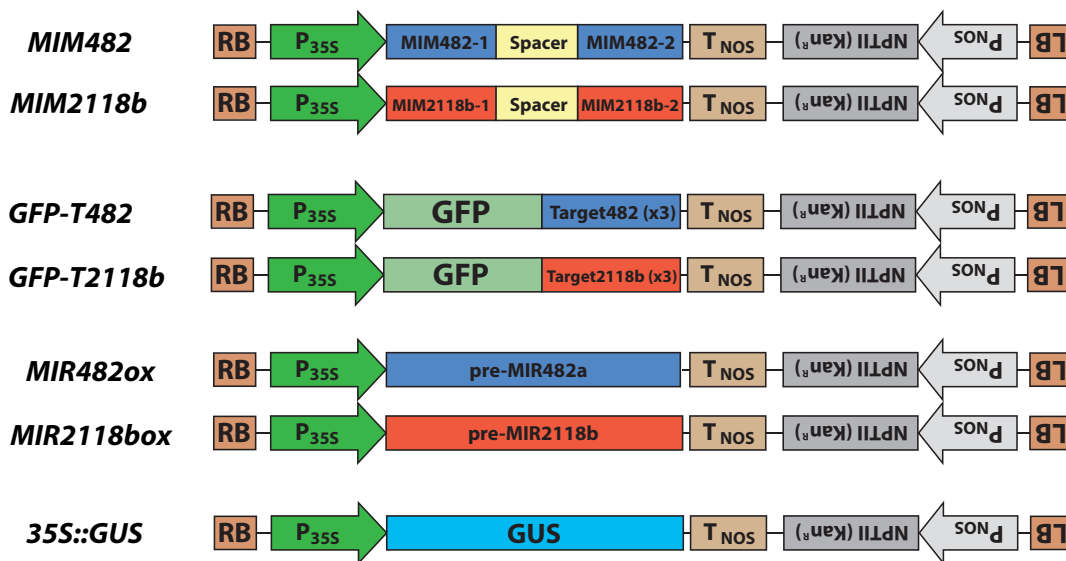 MIM482 RB P35S MIM482-1 Spacer MIM482-2 TNOS NPTII (KanR) PNOS LB
MIM2118b RB P35S MIM2118b-1 Spacer MIM2118b-2 TNOS NPTII (KanR) PNOS LB
GFP-T482 RB P35S GFP Target482 (x3) TNOS NPTII (KanR) PNOS LB
GFP-T2118b RB P35S GFP Target2118b (x3) TNOS NPTII (KanR) PNOS LB
MIR482ox RB P35S pre-MIR482a TNOS NPTII (KanR) PNOS LB
MIR2118box RB P35S pre-MIR2118b TNOS NPTII (KanR) PNOS LB
35S::GUS RB P35S GUS TNOS NPTII (KanR) PNOS LB